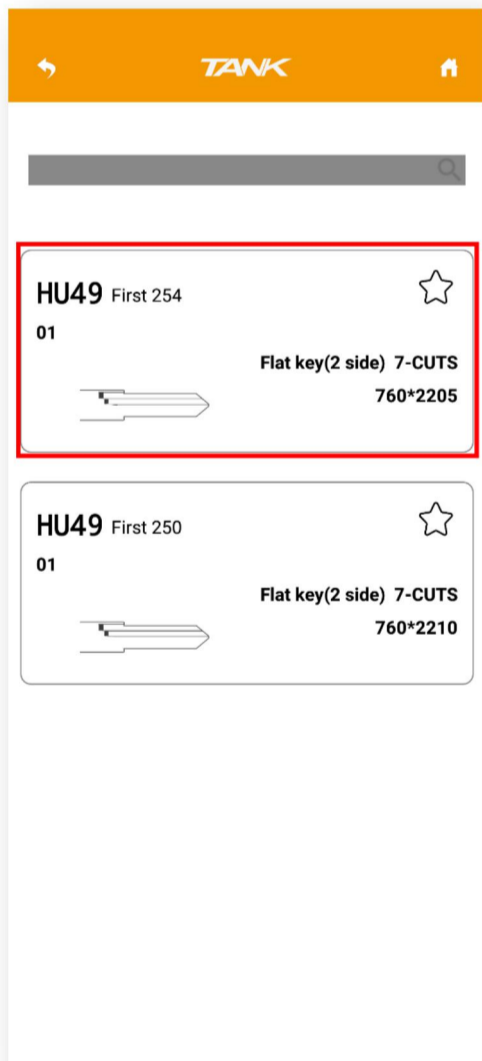 TANK
HU49 First 254
01
Flat key(2 side) 7-CUTS
760*2205
HU49 First 250
01
Flat key(2 side) 7-CUTS
760*2210